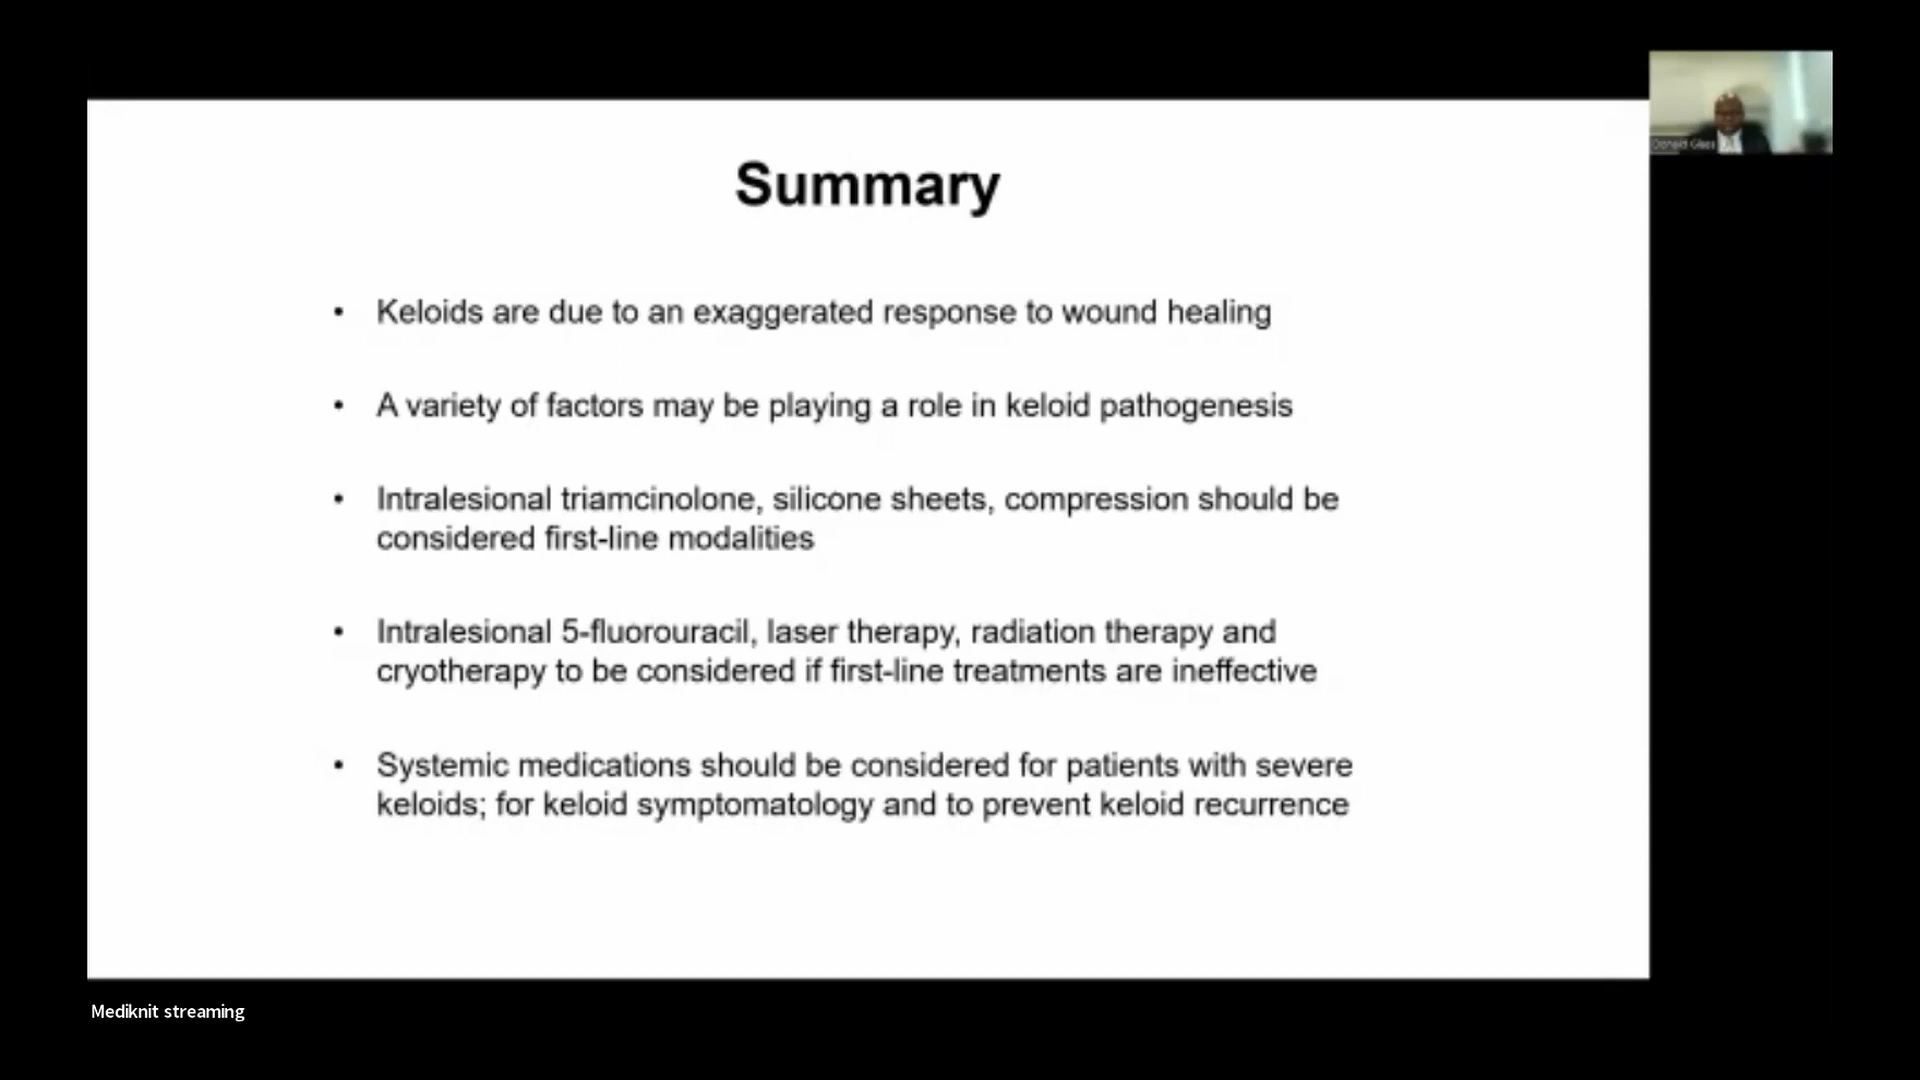 Summary
• Keloids are due to an exaggerated response to wound healing
• A variety of factors may be playing a role in keloid pathogenesis
• Intralesional triamcinolone, silicone sheets, compression should be
considered first-line modalities
• Intralesional 5-fluorouracil, laser therapy, radiation therapy and
cryotherapy to be considered if first-line treatments are ineffective
• Systemic medications should be considered for patients with severe
keloids; for keloid symptomatology and to prevent keloid recurrence
Donald Glass
Mediknit streaming